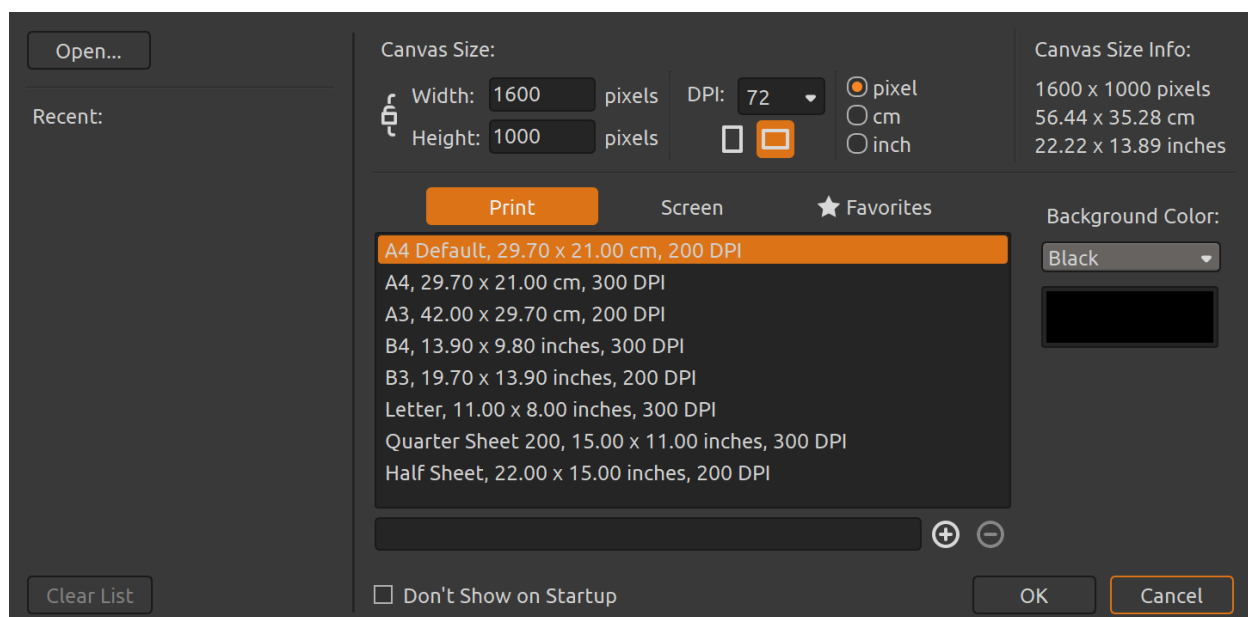 Open...
Recent:
Clear List
Canvas Size:
Width: 1600 pixels
Height: 1000 pixels
DPI: 72
pixel
cm
inch
Canvas Size Info:
1600 x 1000 pixels
56.44 x 35.28 cm
22.22 x 13.89 inches
Print Screen Favorites
A4 Default, 29.70 x 21.00 cm, 200 DPI
A4, 29.70 x 21.00 cm, 300 DPI
A3, 42.00 x 29.70 cm, 200 DPI
B4, 13.90 x 9.80 inches, 300 DPI
B3, 19.70 x 13.90 inches, 200 DPI
Letter, 11.00 x 8.00 inches, 300 DPI
Quarter Sheet 200, 15.00 x 11.00 inches, 300 DPI
Half Sheet, 22.00 x 15.00 inches, 200 DPI
Background Color:
Black
Don't Show on Startup
OK Cancel